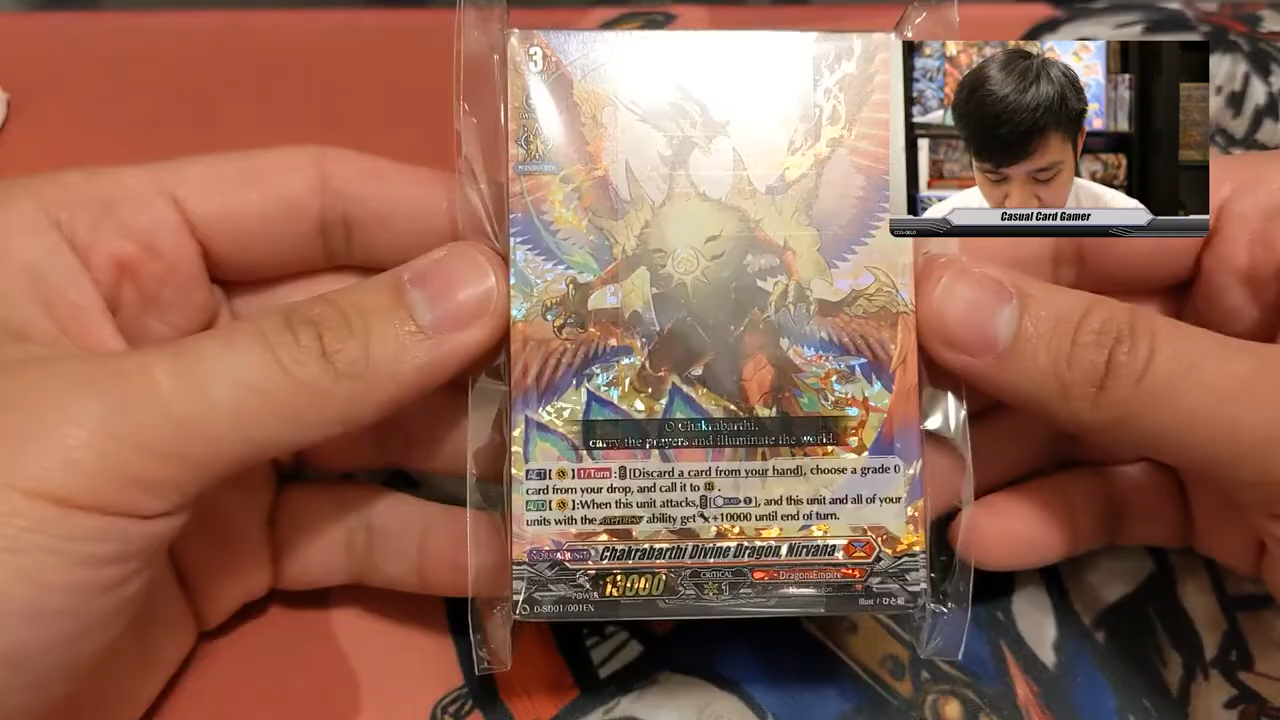 3
PERSONA RIDE
Casual Card Gamer
O Chakrabarthi,
carry the prayers and illuminate the world.
ACT [ ] 1/Turn : [Discard a card from your hand], choose a grade 0
card from your drop, and call it to .
AUTO [ ]:When this unit attacks, [ BLAST 1], and this unit and all of your
units with the overDress ability get +10000 until end of turn.
NORMAL UNIT Chakrabarthi Divine Dragon, Nirvana
POWER 13000 CRITICAL 1 Dragon Empire
D-SD01/001EN illust / ひと和